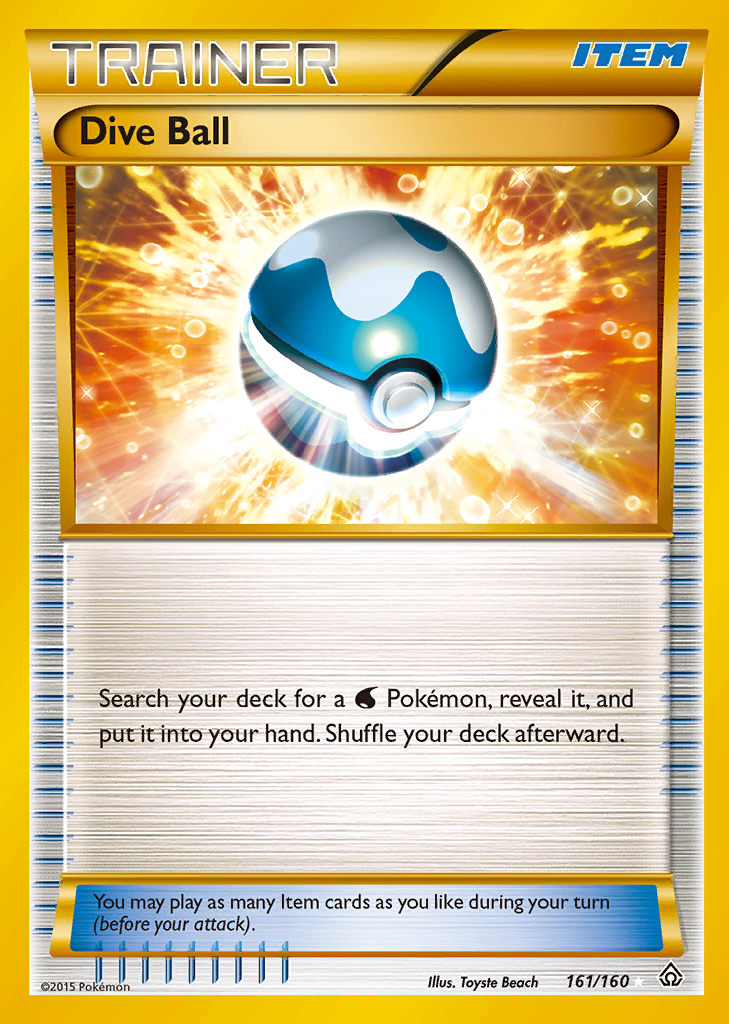 TRAINER
ITEM
Dive Ball
Search your deck for a Pokémon, reveal it, and
put it into your hand. Shuffle your deck afterward.
You may play as many Item cards as you like during your turn
(before your attack).
©2015 Pokémon
Illus. Toyste Beach
161/160